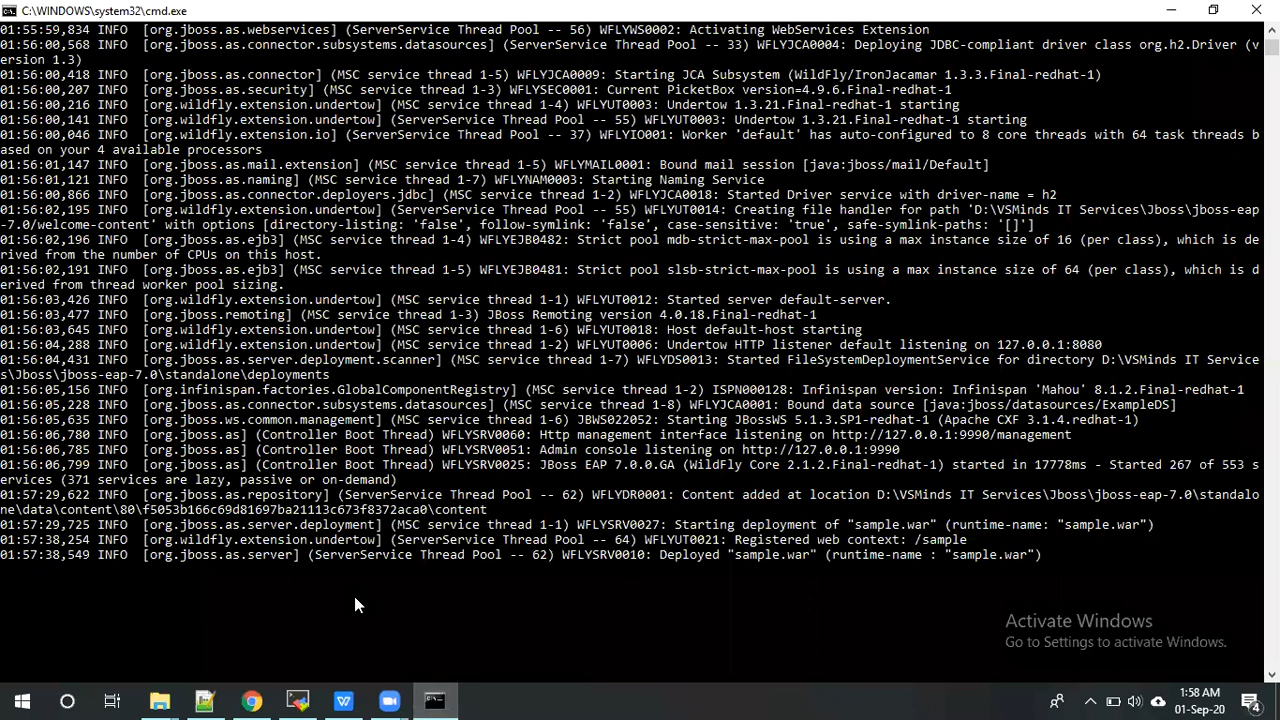 C:\WINDOWS\system32\cmd.exe
01:55:59,834 INFO  [org.jboss.as.webservices] (ServerService Thread Pool -- 56) WFLYWS0002: Activating WebServices Extension
01:56:00,568 INFO  [org.jboss.as.connector.subsystems.datasources] (ServerService Thread Pool -- 33) WFLYJCA0004: Deploying JDBC-compliant driver class org.h2.Driver (v
ersion 1.3)
01:56:00,418 INFO  [org.jboss.as.connector] (MSC service thread 1-5) WFLYJCA0009: Starting JCA Subsystem (WildFly/IronJacamar 1.3.3.Final-redhat-1)
01:56:00,207 INFO  [org.jboss.as.security] (MSC service thread 1-3) WFLYSEC0001: Current PicketBox version=4.9.6.Final-redhat-1
01:56:00,216 INFO  [org.wildfly.extension.undertow] (MSC service thread 1-4) WFLYUT0003: Undertow 1.3.21.Final-redhat-1 starting
01:56:00,141 INFO  [org.wildfly.extension.undertow] (ServerService Thread Pool -- 55) WFLYUT0003: Undertow 1.3.21.Final-redhat-1 starting
01:56:00,046 INFO  [org.wildfly.extension.io] (ServerService Thread Pool -- 37) WFLYIO001: Worker 'default' has auto-configured to 8 core threads with 64 task threads b
ased on your 4 available processors
01:56:01,147 INFO  [org.jboss.as.mail.extension] (MSC service thread 1-5) WFLYMAIL0001: Bound mail session [java:jboss/mail/Default]
01:56:01,121 INFO  [org.jboss.as.naming] (MSC service thread 1-7) WFLYNAM0003: Starting Naming Service
01:56:00,866 INFO  [org.jboss.as.connector.deployers.jdbc] (MSC service thread 1-2) WFLYJCA0018: Started Driver service with driver-name = h2
01:56:02,195 INFO  [org.wildfly.extension.undertow] (ServerService Thread Pool -- 55) WFLYUT0014: Creating file handler for path 'D:\VSMinds IT Services\Jboss\jboss-eap
-7.0/welcome-content' with options [directory-listing: 'false', follow-symlink: 'false', case-sensitive: 'true', safe-symlink-paths: '[]']
01:56:02,196 INFO  [org.jboss.as.ejb3] (MSC service thread 1-4) WFLYEJB0482: Strict pool mdb-strict-max-pool is using a max instance size of 16 (per class), which is de
rived from the number of CPUs on this host.
01:56:02,191 INFO  [org.jboss.as.ejb3] (MSC service thread 1-5) WFLYEJB0481: Strict pool slsb-strict-max-pool is using a max instance size of 64 (per class), which is d
erived from thread worker pool sizing.
01:56:03,426 INFO  [org.wildfly.extension.undertow] (MSC service thread 1-1) WFLYUT0012: Started server default-server.
01:56:03,477 INFO  [org.jboss.remoting] (MSC service thread 1-3) JBoss Remoting version 4.0.18.Final-redhat-1
01:56:03,645 INFO  [org.wildfly.extension.undertow] (MSC service thread 1-6) WFLYUT0018: Host default-host starting
01:56:04,288 INFO  [org.wildfly.extension.undertow] (MSC service thread 1-2) WFLYUT0006: Undertow HTTP listener default listening on 127.0.0.1:8080
01:56:04,431 INFO  [org.jboss.as.server.deployment.scanner] (MSC service thread 1-7) WFLYDS0013: Started FileSystemDeploymentService for directory D:\VSMinds IT Service
s\Jboss\jboss-eap-7.0\standalone\deployments
01:56:05,156 INFO  [org.infinispan.factories.GlobalComponentRegistry] (MSC service thread 1-2) ISPN000128: Infinispan version: Infinispan 'Mahou' 8.1.2.Final-redhat-1
01:56:05,228 INFO  [org.jboss.as.connector.subsystems.datasources] (MSC service thread 1-8) WFLYJCA0001: Bound data source [java:jboss/datasources/ExampleDS]
01:56:05,635 INFO  [org.jboss.ws.common.management] (MSC service thread 1-6) JBWS022052: Starting JBossWS 5.1.3.SP1-redhat-1 (Apache CXF 3.1.4.redhat-1)
01:56:06,780 INFO  [org.jboss.as] (Controller Boot Thread) WFLYSRV0060: Http management interface listening on http://127.0.0.1:9990/management
01:56:06,785 INFO  [org.jboss.as] (Controller Boot Thread) WFLYSRV0051: Admin console listening on http://127.0.0.1:9990
01:56:06,799 INFO  [org.jboss.as] (Controller Boot Thread) WFLYSRV0025: JBoss EAP 7.0.0.GA (WildFly Core 2.1.2.Final-redhat-1) started in 17778ms - Started 267 of 553 s
ervices (371 services are lazy, passive or on-demand)
01:57:29,622 INFO  [org.jboss.as.repository] (ServerService Thread Pool -- 62) WFLYDR0001: Content added at location D:\VSMinds IT Services\Jboss\jboss-eap-7.0\standalo
ne\data\content\80\f5053b166c69d81697ba21113c673f8372aca0\content
01:57:29,725 INFO  [org.jboss.as.server.deployment] (MSC service thread 1-1) WFLYSRV0027: Starting deployment of "sample.war" (runtime-name: "sample.war")
01:57:38,254 INFO  [org.wildfly.extension.undertow] (ServerService Thread Pool -- 64) WFLYUT0021: Registered web context: /sample
01:57:38,549 INFO  [org.jboss.as.server] (ServerService Thread Pool -- 62) WFLYSRV0010: Deployed "sample.war" (runtime-name : "sample.war")
Activate Windows
Go to Settings to activate Windows.
1:58 AM
01-Sep-20
4